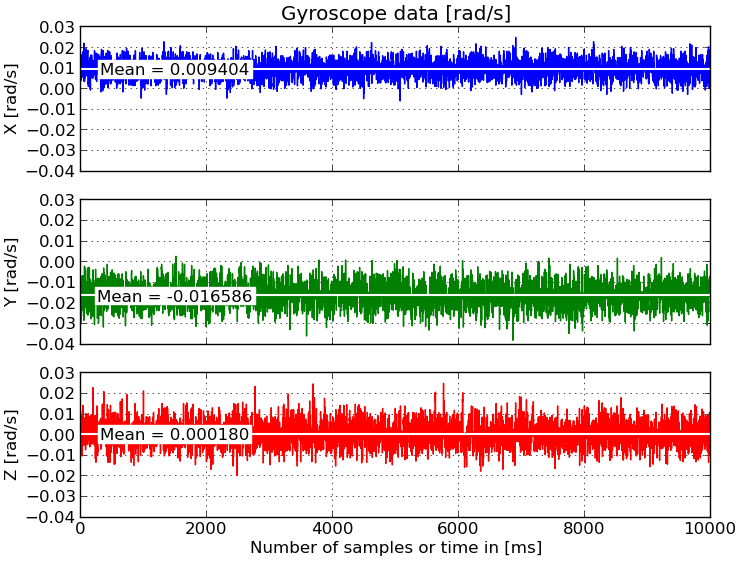 Gyroscope data [rad/s]
0.03
0.02
0.01
0.00
−0.01
−0.02
−0.03
−0.04
X [rad/s]
Mean = 0.009404
0.03
0.02
0.01
0.00
−0.01
−0.02
−0.03
−0.04
Y [rad/s]
Mean = -0.016586
0.03
0.02
0.01
0.00
−0.01
−0.02
−0.03
−0.04
Z [rad/s]
Mean = 0.000180
0 2000 4000 6000 8000 10000
Number of samples or time in [ms]